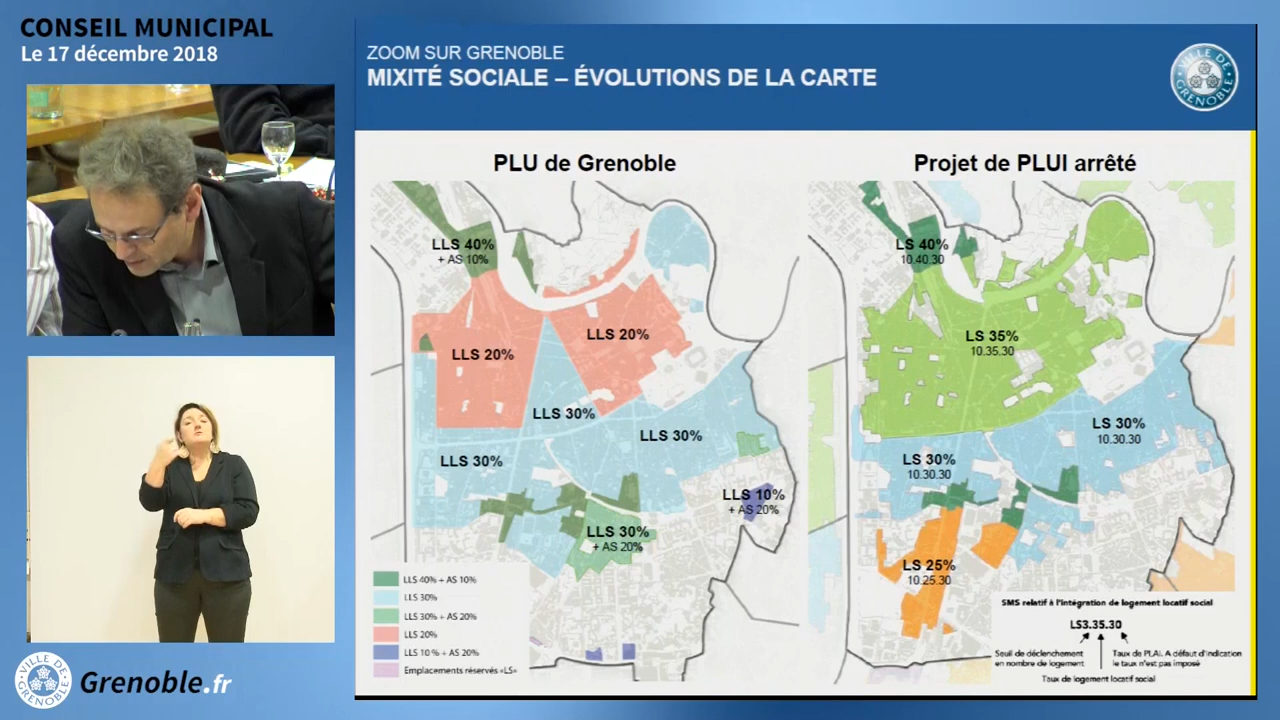 CONSEIL MUNICIPAL
Le 17 décembre 2018
ZOOM SUR GRENOBLE
MIXITÉ SOCIALE – ÉVOLUTIONS DE LA CARTE
VILLE DE GRENOBLE
PLU de Grenoble
LLS 40%
+ AS 10%
LLS 20%
LLS 20%
LLS 30%
LLS 30%
LLS 30%
LLS 10%
+ AS 20%
LLS 30%
+ AS 20%
LLS 40% + AS 10%
LLS 30%
LLS 30% + AS 20%
LLS 20%
LLS 10 % + AS 20%
Emplacements réservés «LS»
Projet de PLUI arrêté
LLS 40%
10.40.30
LLS 35%
10.35.30
LLS 30%
10.30.30
LLS 30%
10.30.30
LS 25%
10.25.30
SMS relatif à l'intégration de logement locatif social
LS3.35.30
Seuil de déclenchement
en nombre de logement
Taux de PLAI. A défaut d'indication
le taux n'est pas imposé
Taux de logement locatif social
VILLE DE GRENOBLE
Grenoble.fr